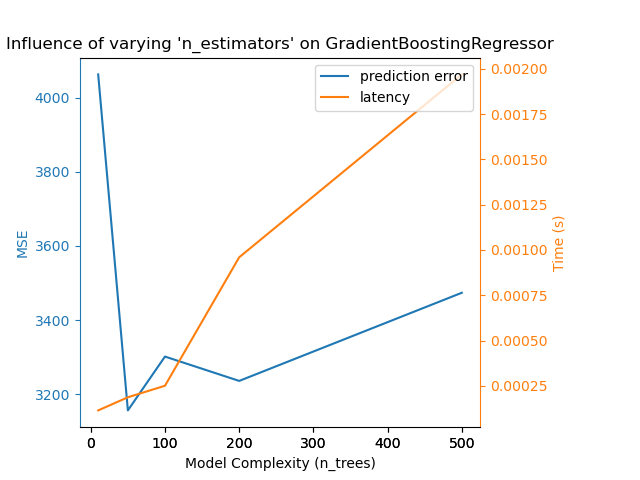 Influence of varying 'n_estimators' on GradientBoostingRegressor
prediction error
latency
4000
3800
3600
3400
3200
MSE
0.00200
0.00175
0.00150
0.00125
0.00100
0.00075
0.00050
0.00025
Time (s)
0 100 200 300 400 500
Model Complexity (n_trees)